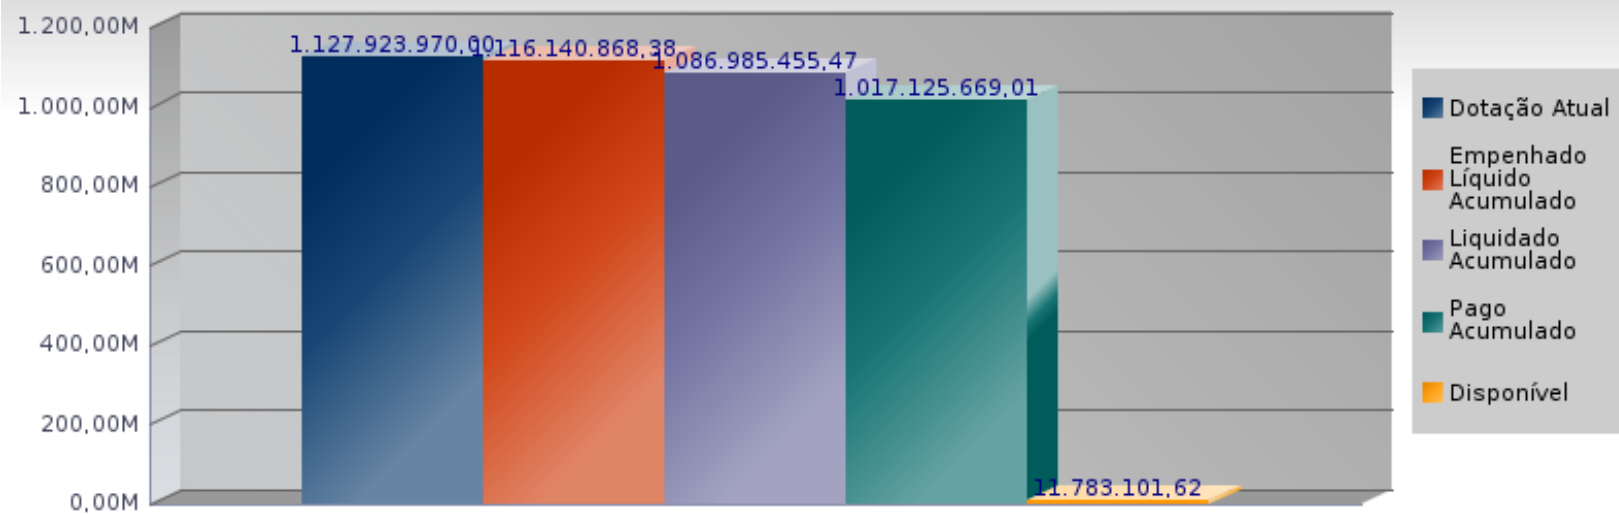 1.200,00M
1.000,00M
800,00M
600,00M
400,00M
200,00M
0,00M
1.127.923.970,00
1.116.140.868,38
1.086.985.455,47
1.017.125.669,01
11.783.101,62
Dotação Atual
Empenhado
Líquido
Acumulado
Liquidado
Acumulado
Pago
Acumulado
Disponível